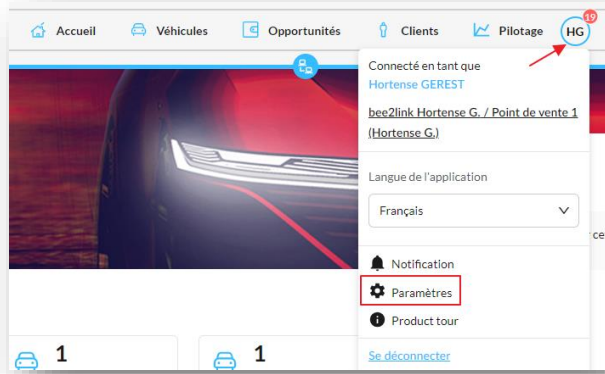 Accueil Véhicules Opportunités Clients Pilotage HG 19
Connecté en tant que
Hortense GEREST
bee2link Hortense G. / Point de vente 1
(Hortense G.)
Langue de l'application
Français
ce
Notification
Paramètres
Product tour
1 1
Se déconnecter